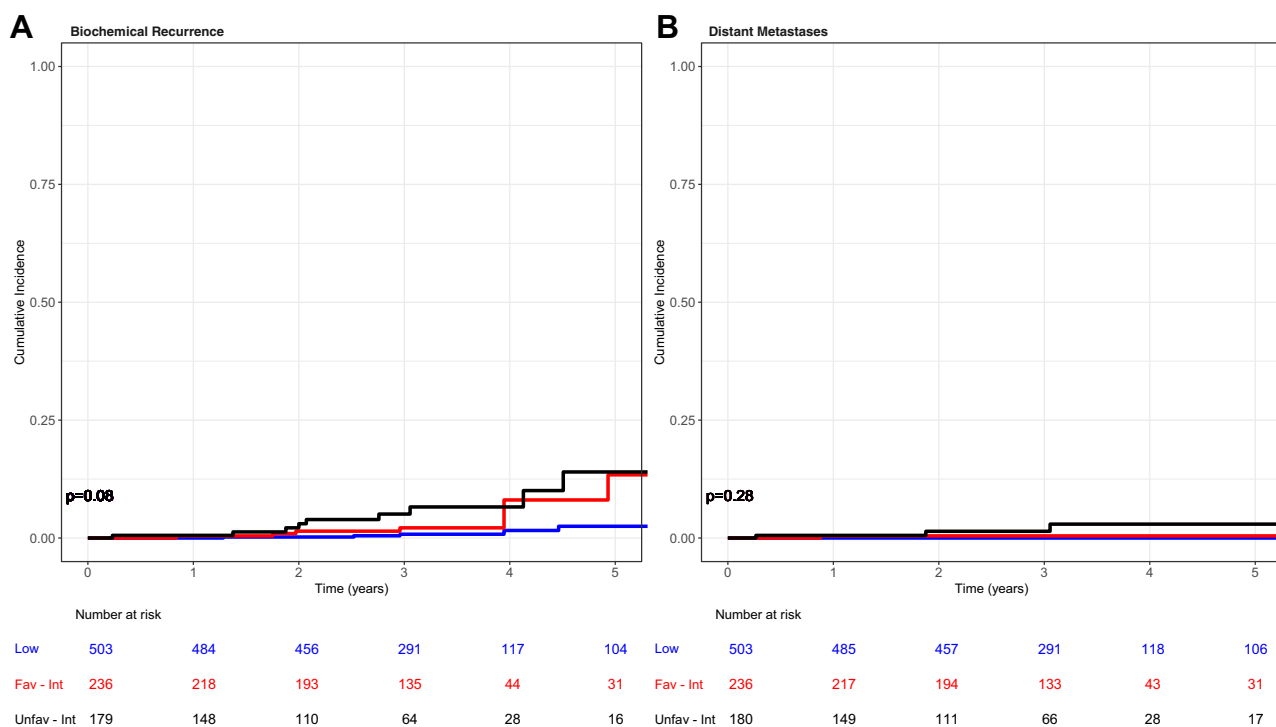 A Biochemical Recurrence
1.00
0.75
0.50
0.25
0.00
Cumulative Incidence
p=0.08
0 1 2 3 4 5
Time (years)
Number at risk
Low 503 484 456 291 117 104
Fav - Int 236 218 193 135 44 31
Unfav - Int 179 148 110 64 28 16
B Distant Metastases
1.00
0.75
0.50
0.25
0.00
Cumulative Incidence
p=0.28
0 1 2 3 4 5
Time (years)
Number at risk
Low 503 485 457 291 118 106
Fav - Int 236 217 194 133 43 31
Unfav - Int 180 149 111 66 28 17